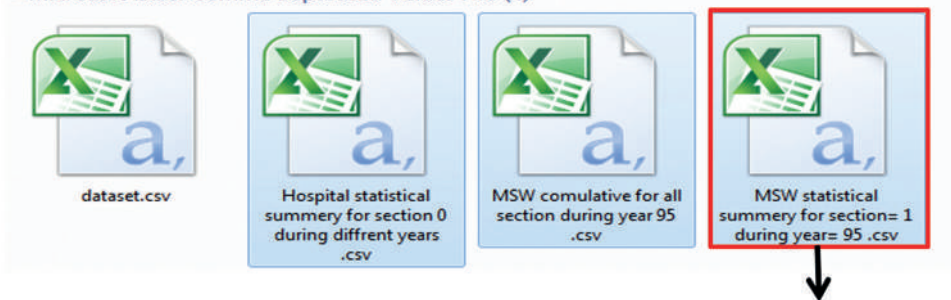 dataset.csv
Hospital statistical
summery for section 0
during diffrent years
.csv
MSW comulative for all
section during year 95
.csv
MSW statistical
summery for section= 1
during year= 95 .csv
a,
a,
a,
a,